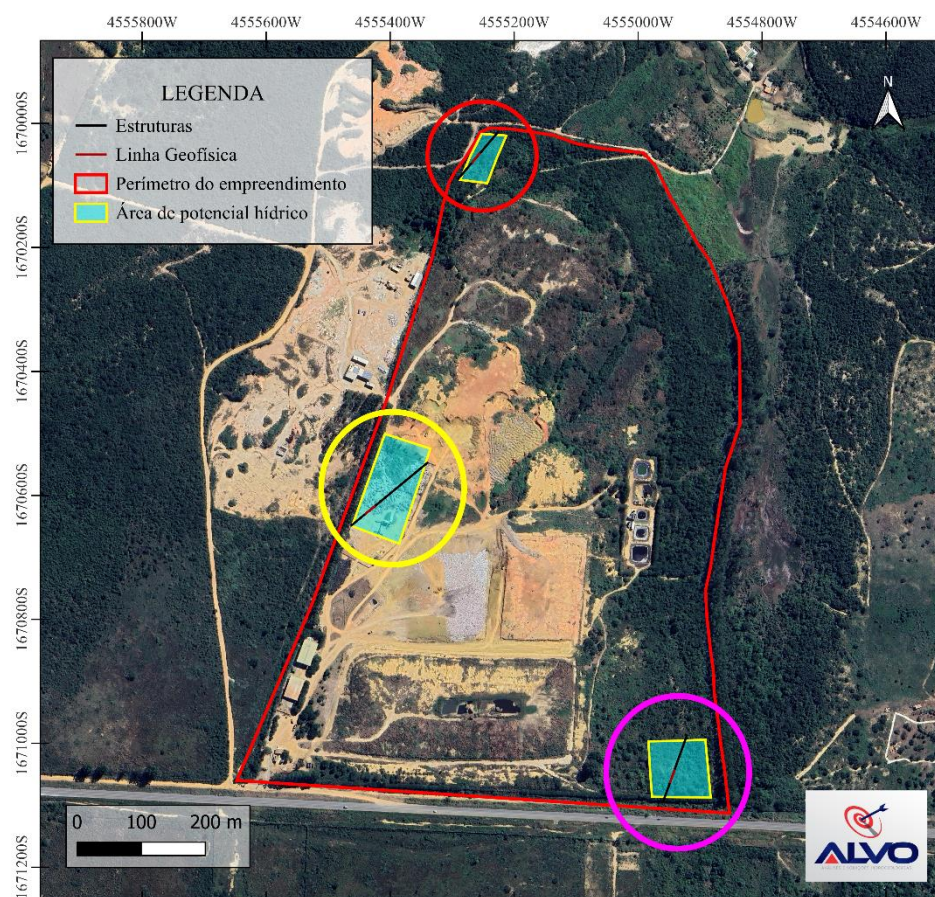 4555800W 4555600W 4555400W 4555200W 4555000W 4554800W 4554600W
1670000S
1670200S
1670400S
1670600S
1670800S
1671000S
1671200S
LEGENDA
Estruturas
Linha Geofísica
Perímetro do empreendimento
Área de potencial hídrico
N
0 100 200 m
ALVO